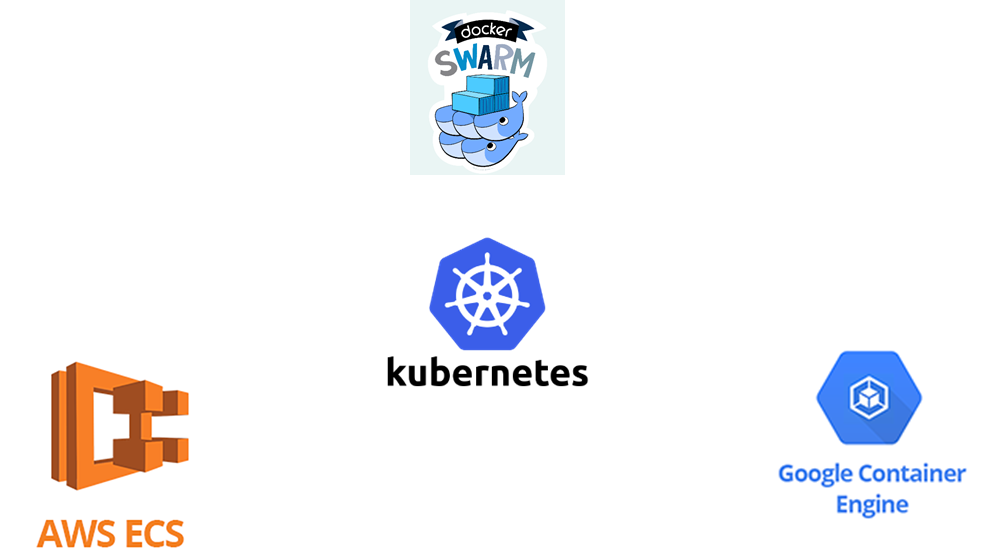 docker
SWARM
kubernetes
AWS ECS
Google Container
Engine